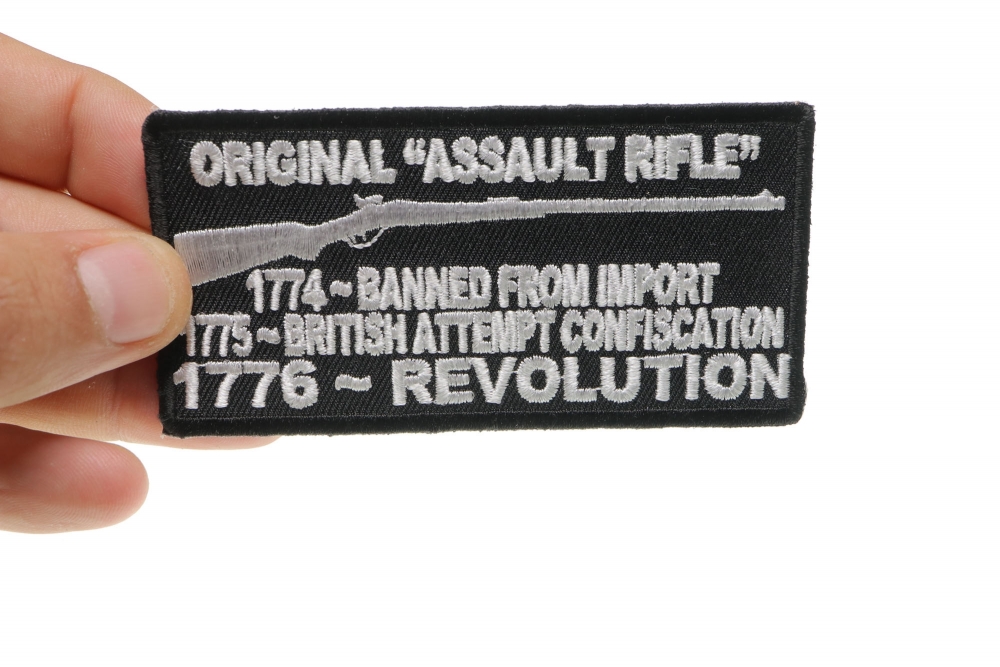 ORIGINAL "ASSAULT RIFLE"
1774 ~ BANNED FROM IMPORT
1775 ~ BRITISH ATTEMPT CONFISCATION
1776 ~ REVOLUTION